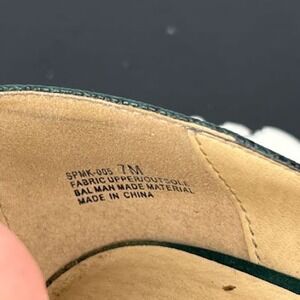 SPMK-005 7M
FABRIC UPPER/OUTSOLE
BAL MAN MADE MATERIAL
MADE IN CHINA